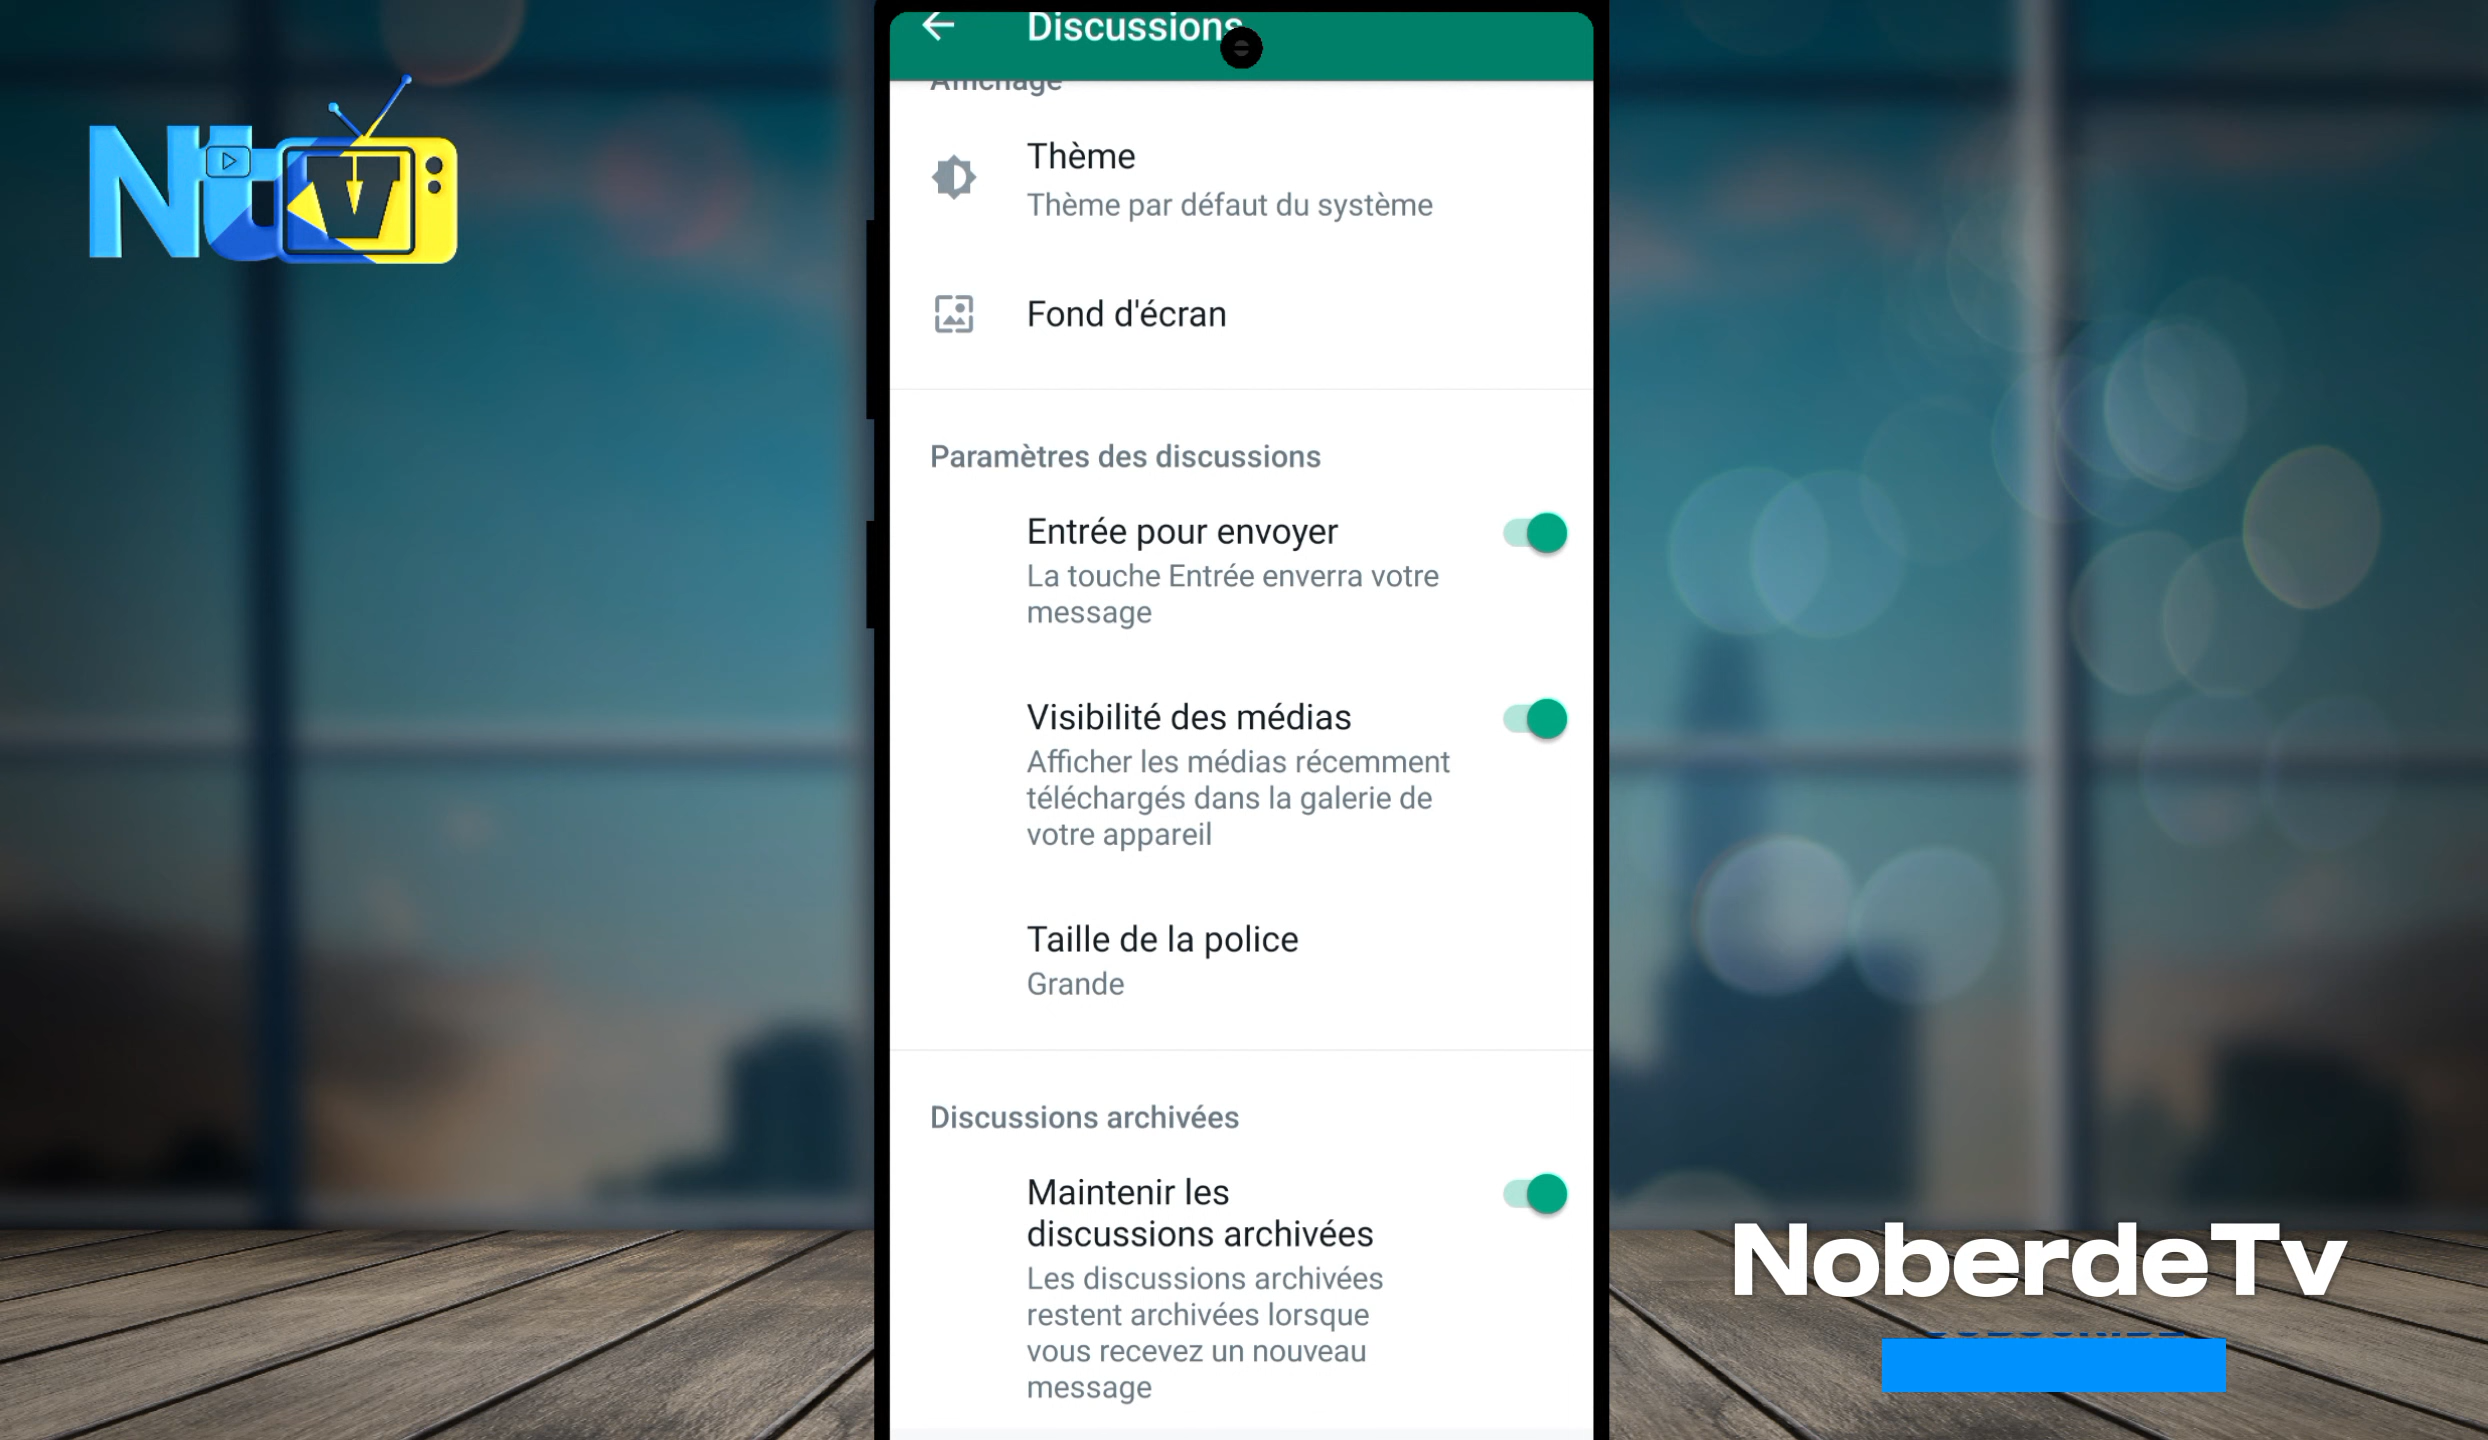 Discussions
Affichage
Thème
Thème par défaut du système
Fond d'écran
Paramètres des discussions
Entrée pour envoyer
La touche Entrée enverra votre
message
Visibilité des médias
Afficher les médias récemment
téléchargés dans la galerie de
votre appareil
Taille de la police
Grande
Discussions archivées
Maintenir les
discussions archivées
Les discussions archivées
restent archivées lorsque
vous recevez un nouveau
message
NoberdeTv